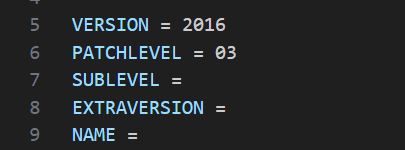 5 VERSION = 2016
6 PATCHLEVEL = 03
7 SUBLEVEL =
8 EXTRAVERSION =
9 NAME =